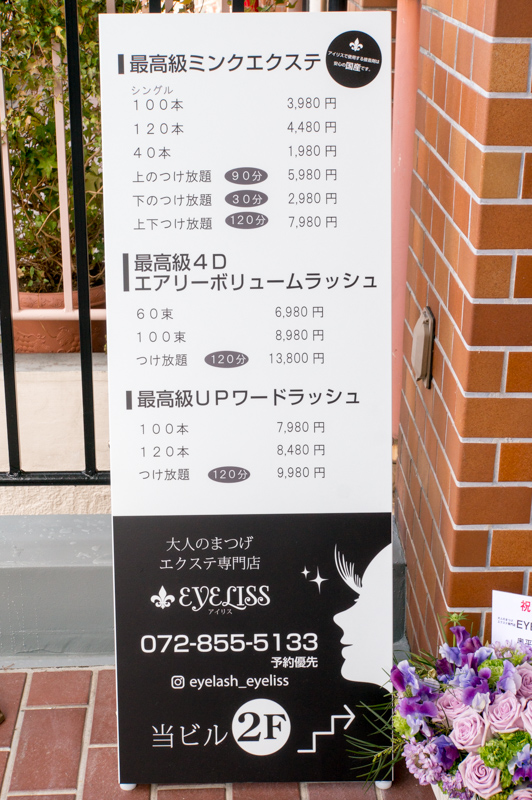 最高級ミンクエクステ
アイリスで使用する接着剤は
安心の国産です。
シングル
100本 3,980円
120本 4,480円
40本 1,980円
上のつけ放題 90分 5,980円
下のつけ放題 30分 2,980円
上下つけ放題 120分 7,980円
最高級4D
エアリーボリュームラッシュ
60束 6,980円
100束 8,980円
つけ放題 120分 13,800円
最高級UPワードラッシュ
100本 7,980円
120本 8,480円
つけ放題 120分 9,980円
大人のまつげ
エクステ専門店
EYELISS
アイリス
072-855-5133
予約優先
eyelash_eyeliss
当ビル 2F
祝